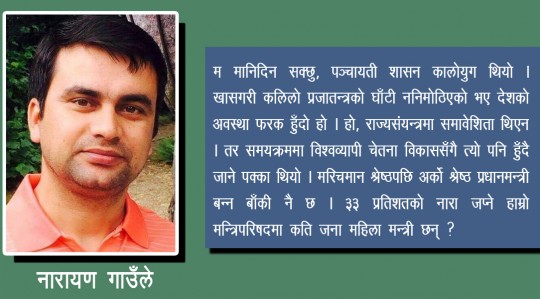 म मानिदिन सक्छु, पञ्चायती शासन कालोयुग थियो ।
खासगरी कलिलो प्रजातन्त्रको घाँटी ननिमोठिएको भए देशको
अवस्था फरक हुँदो हो । हो, राज्यसंयन्त्रमा समावेशिता थिएन
। तर समयक्रममा विश्वव्यापी चेतना विकाससँगै त्यो पनि हुँदै
जाने पक्का थियो । मरिचमान श्रेष्ठपछि अर्को श्रेष्ठ प्रधानमन्त्री
बन्न बाँकी नै छ । ३३ प्रतिशतको नारा जप्ने हाम्रो
मन्त्रिपरिषदमा कति जना महिला मन्त्री छन् ?
नारायण गाउँले